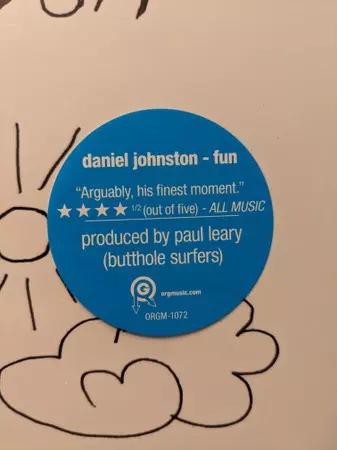 daniel johnston - fun
"Arguably, his finest moment."
★★★★ 1/2 (out of five) - ALL MUSIC
produced by paul leary
(butthole surfers)
orgmusic.com
ORGM-1072